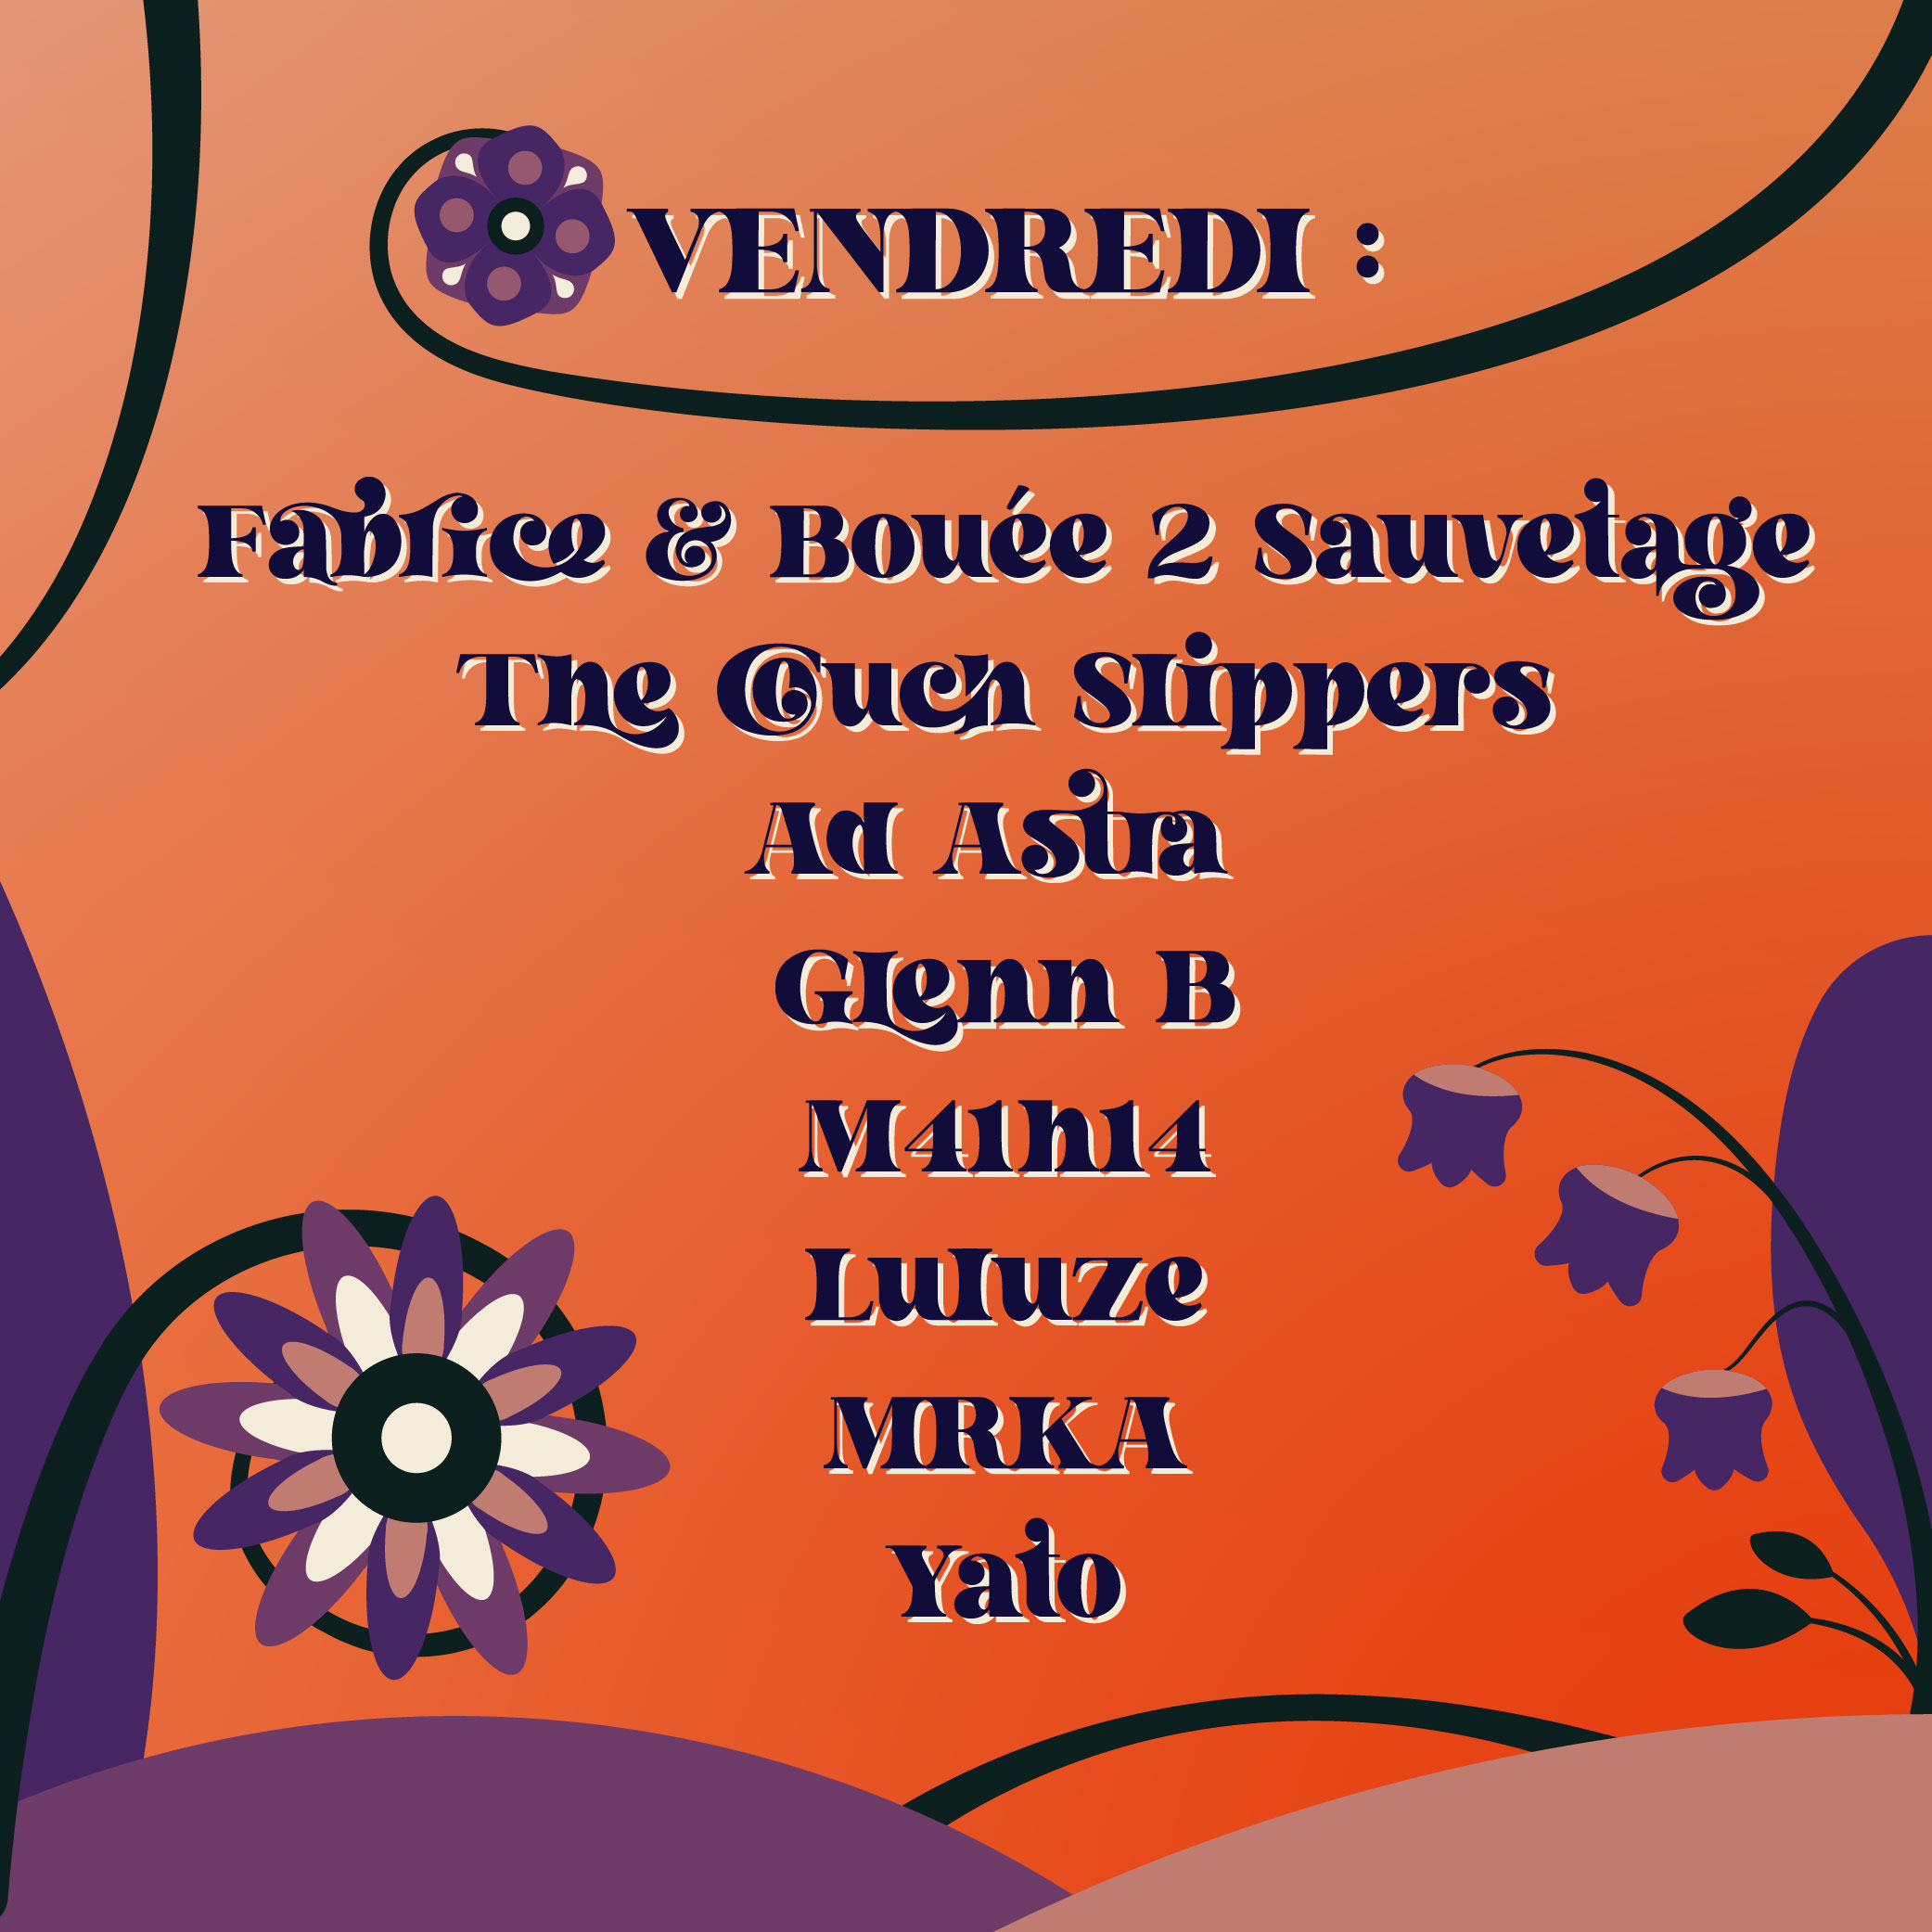 VENDREDI :
Fabrice & Bouée 2 Sauvetage
The Couch Slippers
Ad Astra
Glenn B
M41h14
Luluze
MRKA
Yato